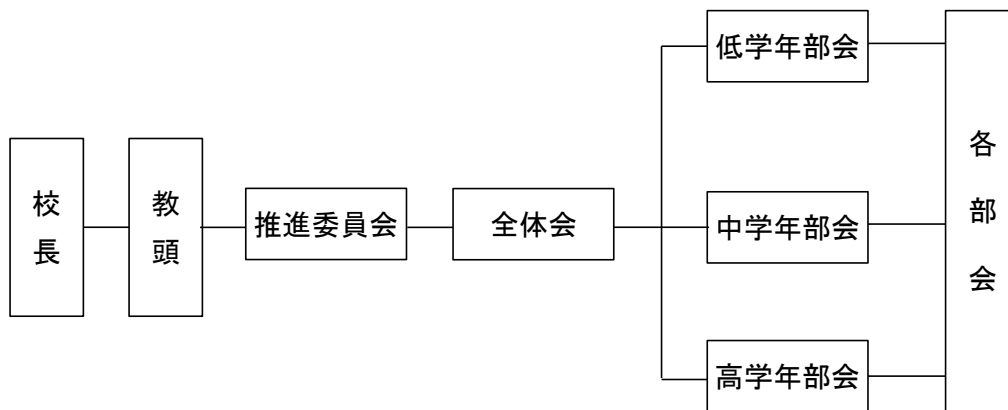 校長
教頭
推進委員会
全体会
低学年部会
中学年部会
高学年部会
各部会